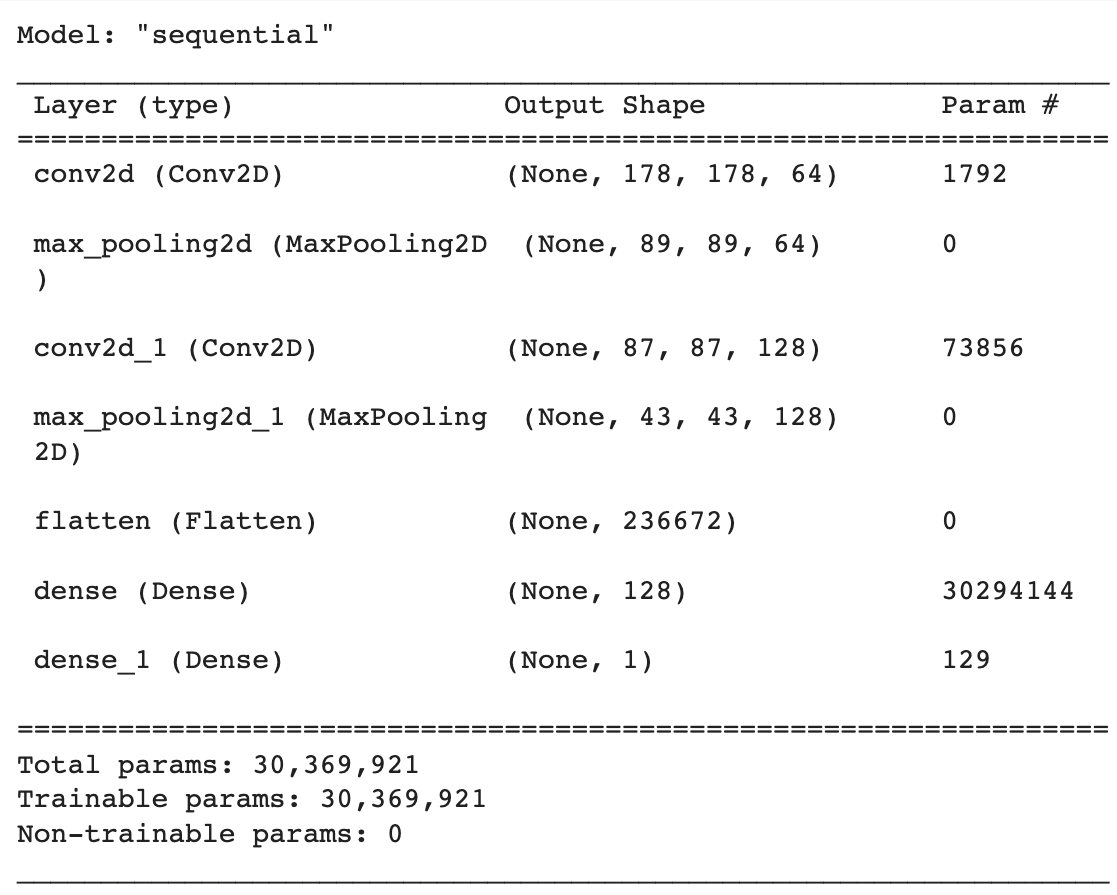 Model: "sequential"
Layer (type) Output Shape Param #
=================================================================
conv2d (Conv2D) (None, 178, 178, 64) 1792
max_pooling2d (MaxPooling2D (None, 89, 89, 64) 0
)
conv2d_1 (Conv2D) (None, 87, 87, 128) 73856
max_pooling2d_1 (MaxPooling (None, 43, 43, 128) 0
2D)
flatten (Flatten) (None, 236672) 0
dense (Dense) (None, 128) 30294144
dense_1 (Dense) (None, 1) 129
=================================================================
Total params: 30,369,921
Trainable params: 30,369,921
Non-trainable params: 0